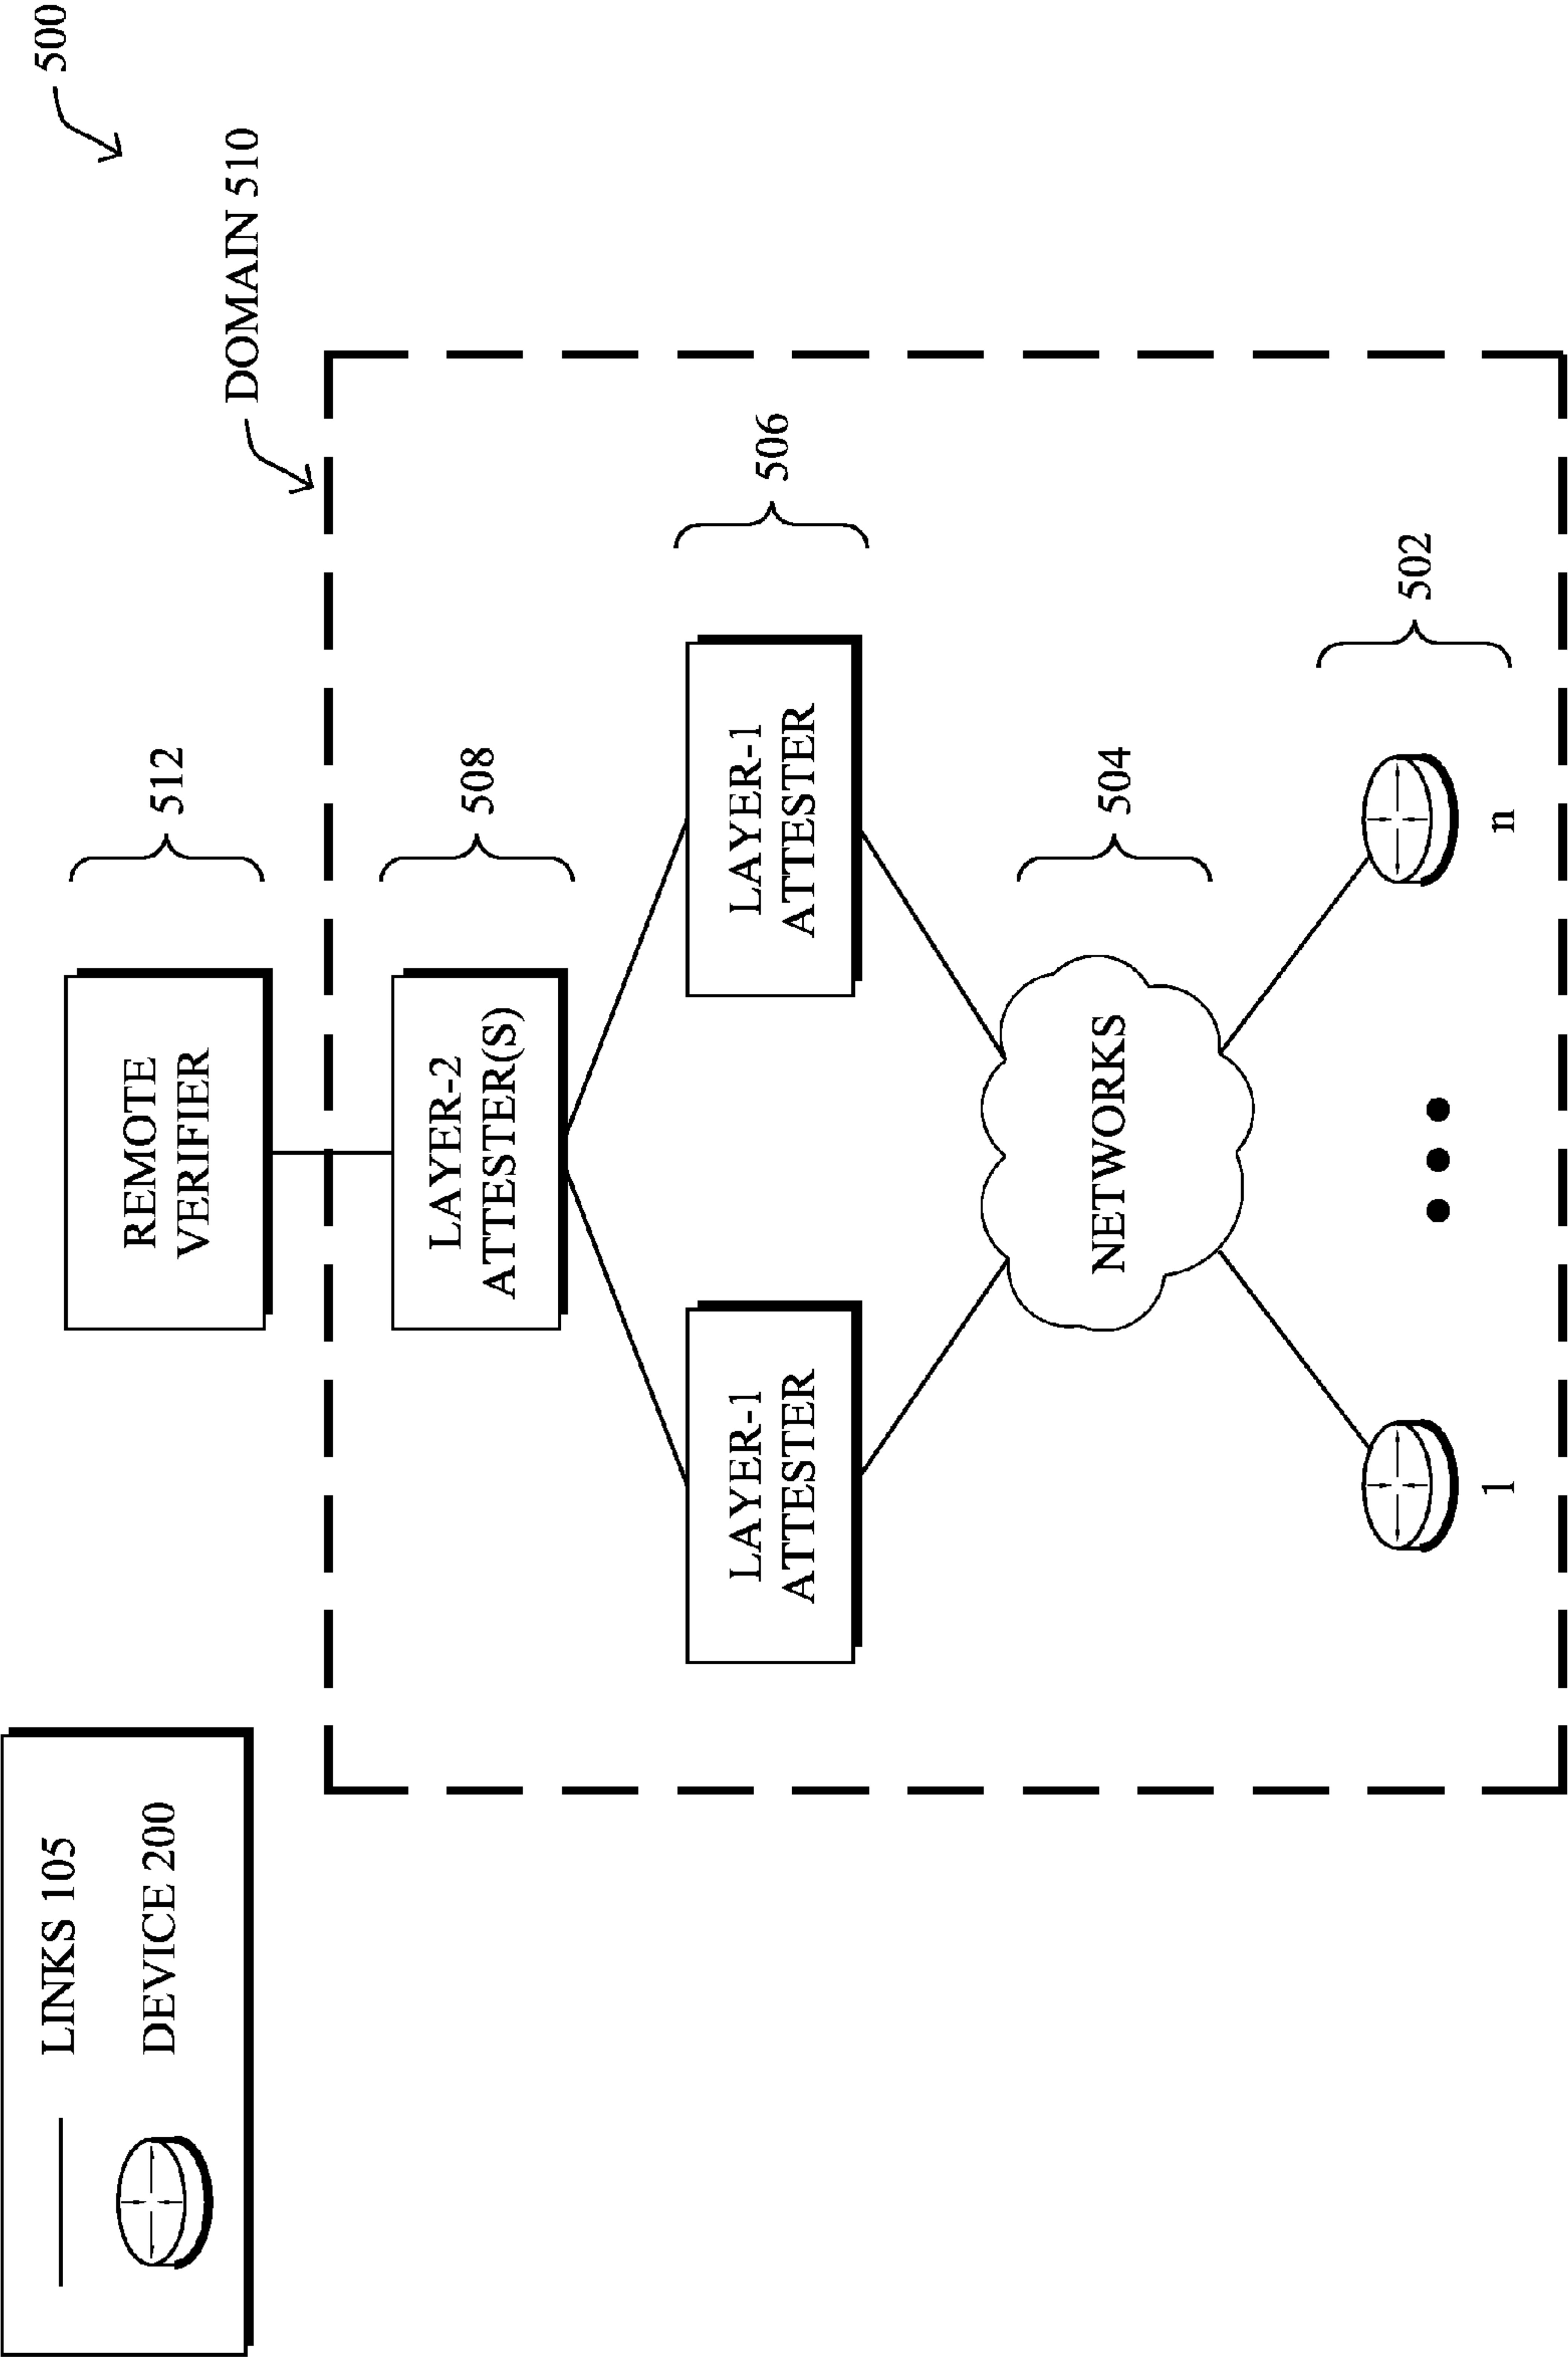 500
LINKS 105
DEVICE 200
DOMAIN 510
REMOTE
VERIFIER
512
LAYER-2
ATTESTER(S)
508
LAYER-1
ATTESTER
LAYER-1
ATTESTER
506
NETWORKS
504
1
n
502